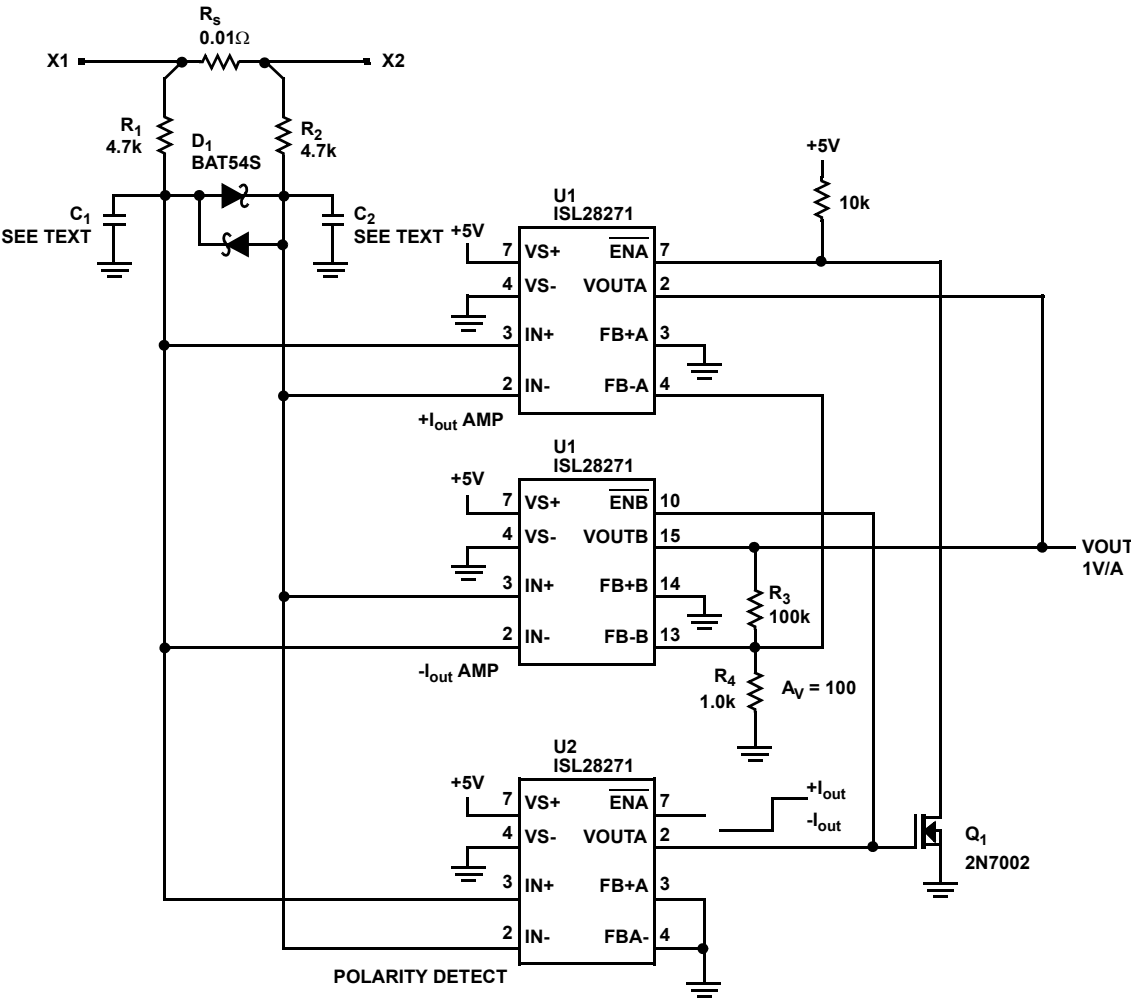 Rs
0.01Ω
X1
X2
R1
4.7k
D1
BAT54S
R2
4.7k
C1
SEE TEXT
C2
SEE TEXT
+5V
10k
U1
ISL28271
+5V
7 VS+ ENA 7
4 VS- VOUTA 2
3 IN+ FB+A 3
2 IN- FB-A 4
+Iout AMP
U1
ISL28271
+5V
7 VS+ ENB 10
4 VS- VOUTB 15
VOUT
1V/A
3 IN+ FB+B 14
R3
100k
2 IN- FB-B 13
-Iout AMP
R4
1.0k
AV = 100
U2
ISL28271
+5V
7 VS+ ENA 7
+Iout
-Iout
4 VS- VOUTA 2
Q1
2N7002
3 IN+ FB+A 3
2 IN- FBA- 4
POLARITY DETECT